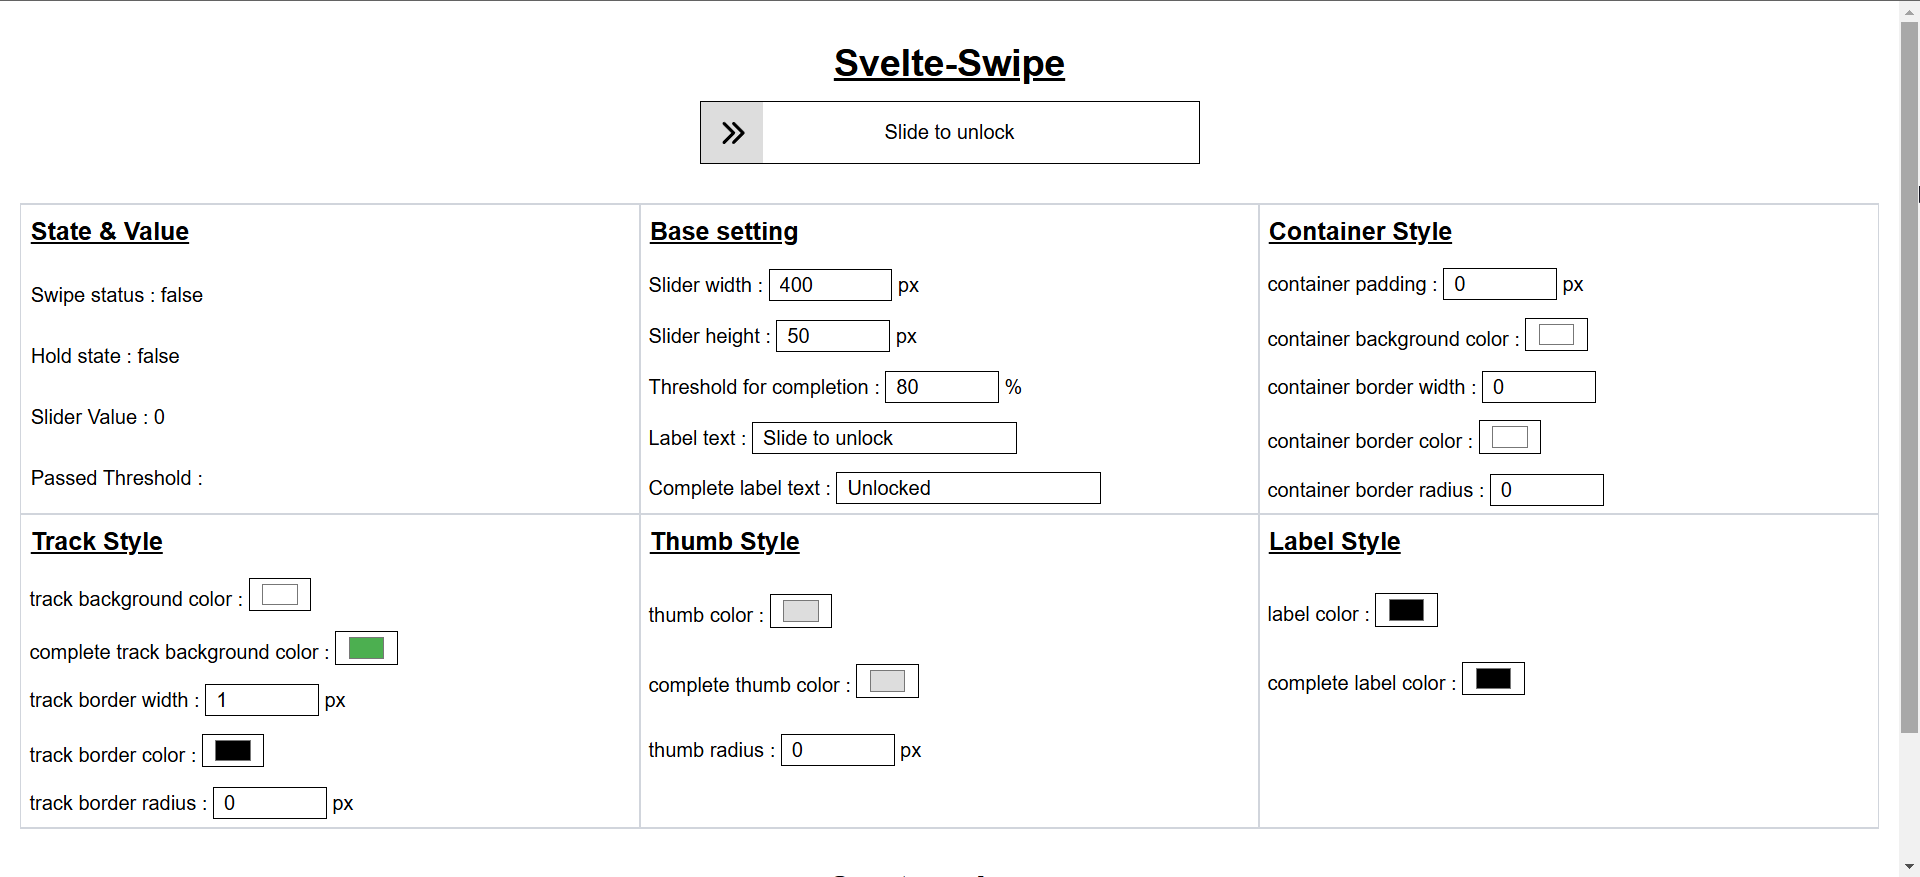 Svelte-Swipe
Slide to unlock
State & Value
Swipe status : false
Hold state : false
Slider Value : 0
Passed Threshold :
Base setting
Slider width : 400 px
Slider height : 50 px
Threshold for completion : 80 %
Label text : Slide to unlock
Complete label text : Unlocked
Container Style
container padding : 0 px
container background color :
container border width : 0
container border color :
container border radius : 0
Track Style
track background color :
complete track background color :
track border width : 1 px
track border color :
track border radius : 0 px
Thumb Style
thumb color :
complete thumb color :
thumb radius : 0 px
Label Style
label color :
complete label color :